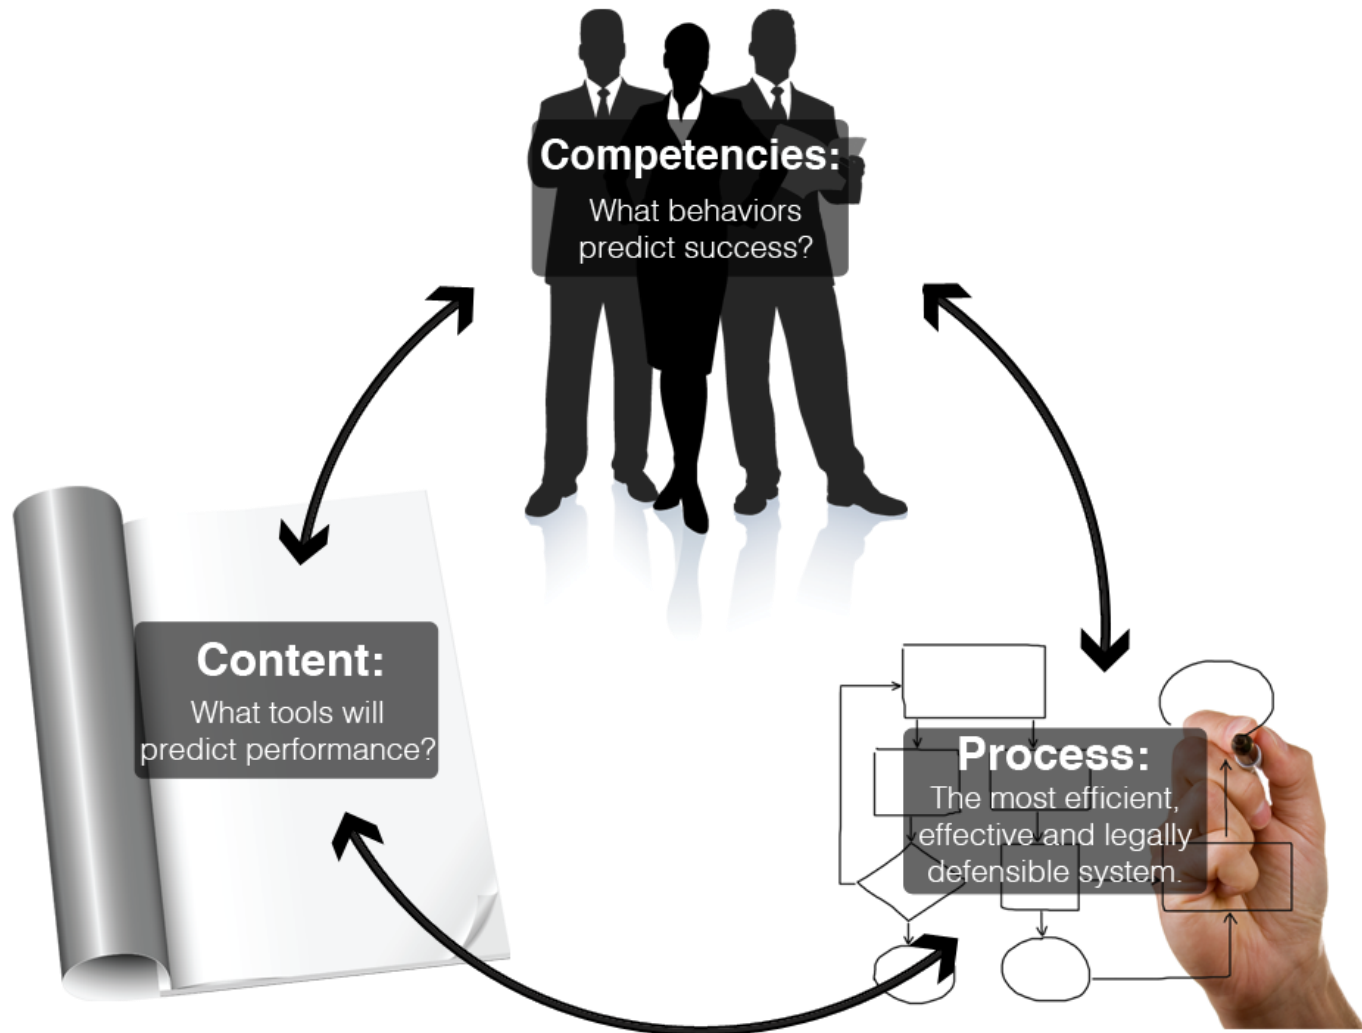 Competencies:
What behaviors
predict success?
Content:
What tools will
predict performance?
Process:
The most efficient,
effective and legally
defensible system.